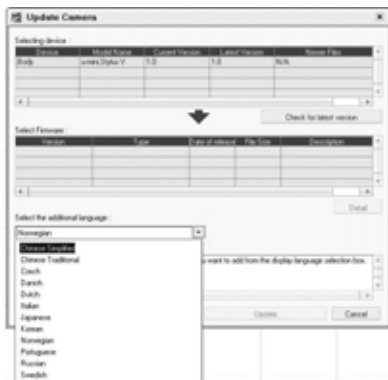 Update Camera
Selecting device :
Device Model Name Current Version Latest Version Newer Files
Body u-mini,Stylus V 1.0 1.0 N/A
Check for latest version
Select Firmware :
Version Type Date of release File Size Description
Detail
Select the additional language :
Norwegian
Chinese Simplified
Chinese Traditional
Czech
Danish
Dutch
Italian
Japanese
Korean
Norwegian
Portuguese
Russian
Swedish
want to add from the display language selection box.
Update Cancel